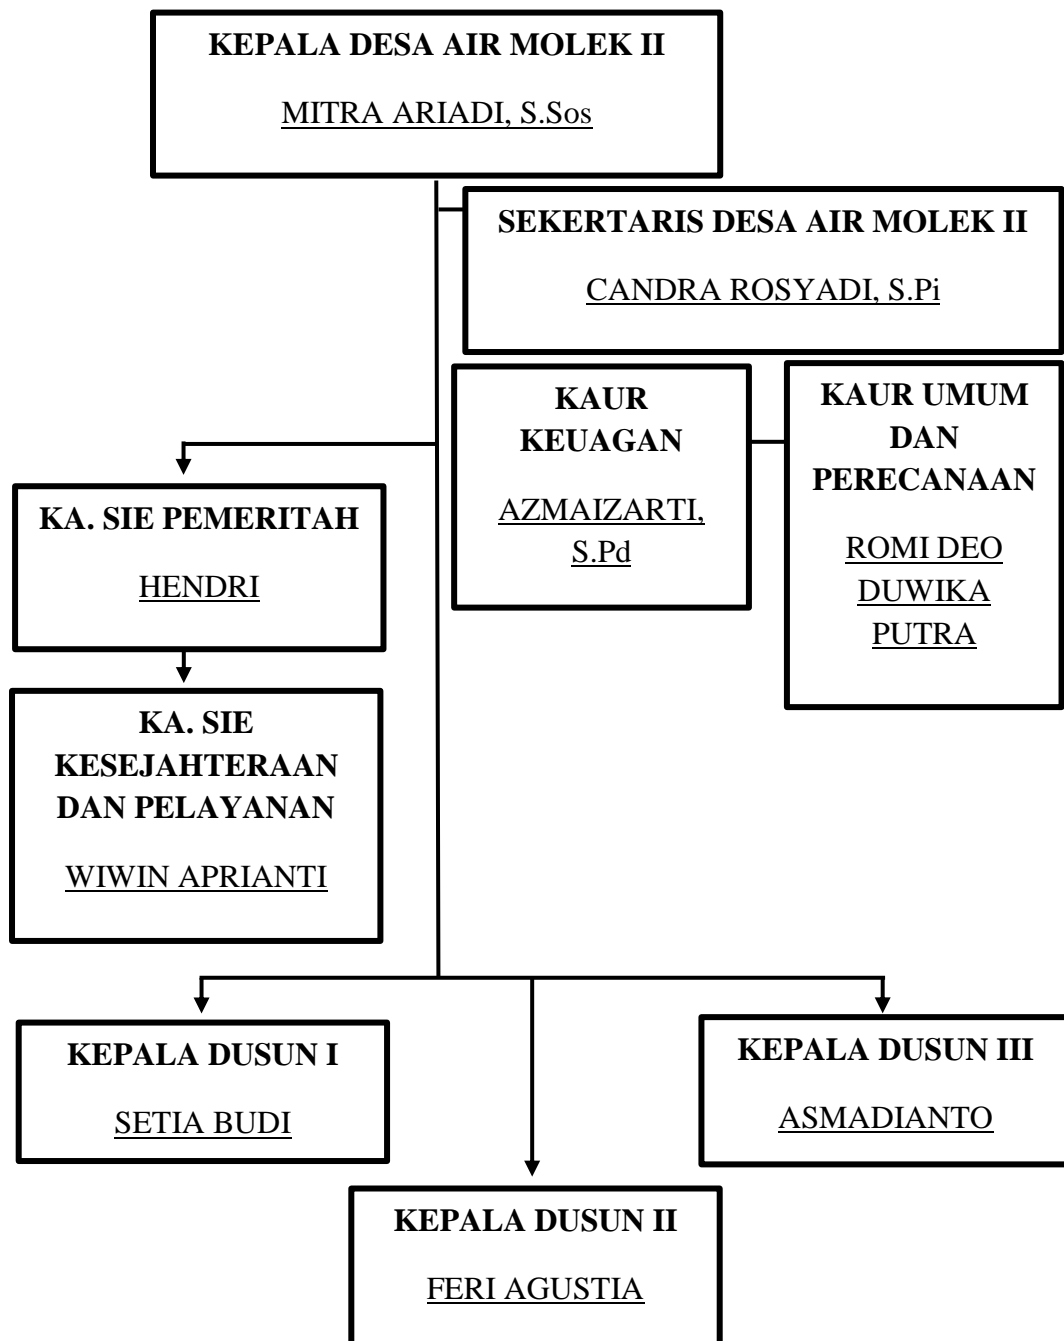 KEPALA DESA AIR MOLEK II
MITRA ARIADI, S.Sos
SEKERTARIS DESA AIR MOLEK II
CANDRA ROSYADI, S.Pi
KAUR
KEUAGAN
AZMAIZARTI,
S.Pd
KAUR UMUM
DAN
PERECANAAN
ROMI DEO
DUWIKA
PUTRA
KA. SIE PEMERITAH
HENDRI
KA. SIE
KESEJAHTERAAN
DAN PELAYANAN
WIWIN APRIANTI
KEPALA DUSUN I
SETIA BUDI
KEPALA DUSUN III
ASMADIANTO
KEPALA DUSUN II
FERI AGUSTIA